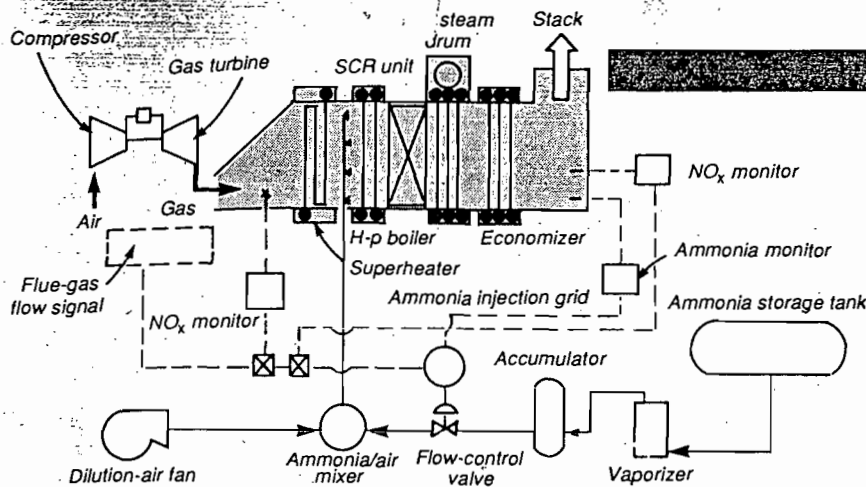 steam
drum
Stack
Compressor
Gas turbine
SCR unit
NOx monitor
Air
Gas
H-p boiler
Economizer
Superheater
Ammonia monitor
Flue-gas
flow signal
NOx monitor
Ammonia injection grid
Ammonia storage tank
Accumulator
Dilution-air fan
Ammonia/air
mixer
Flow-control
valve
Vaporizer